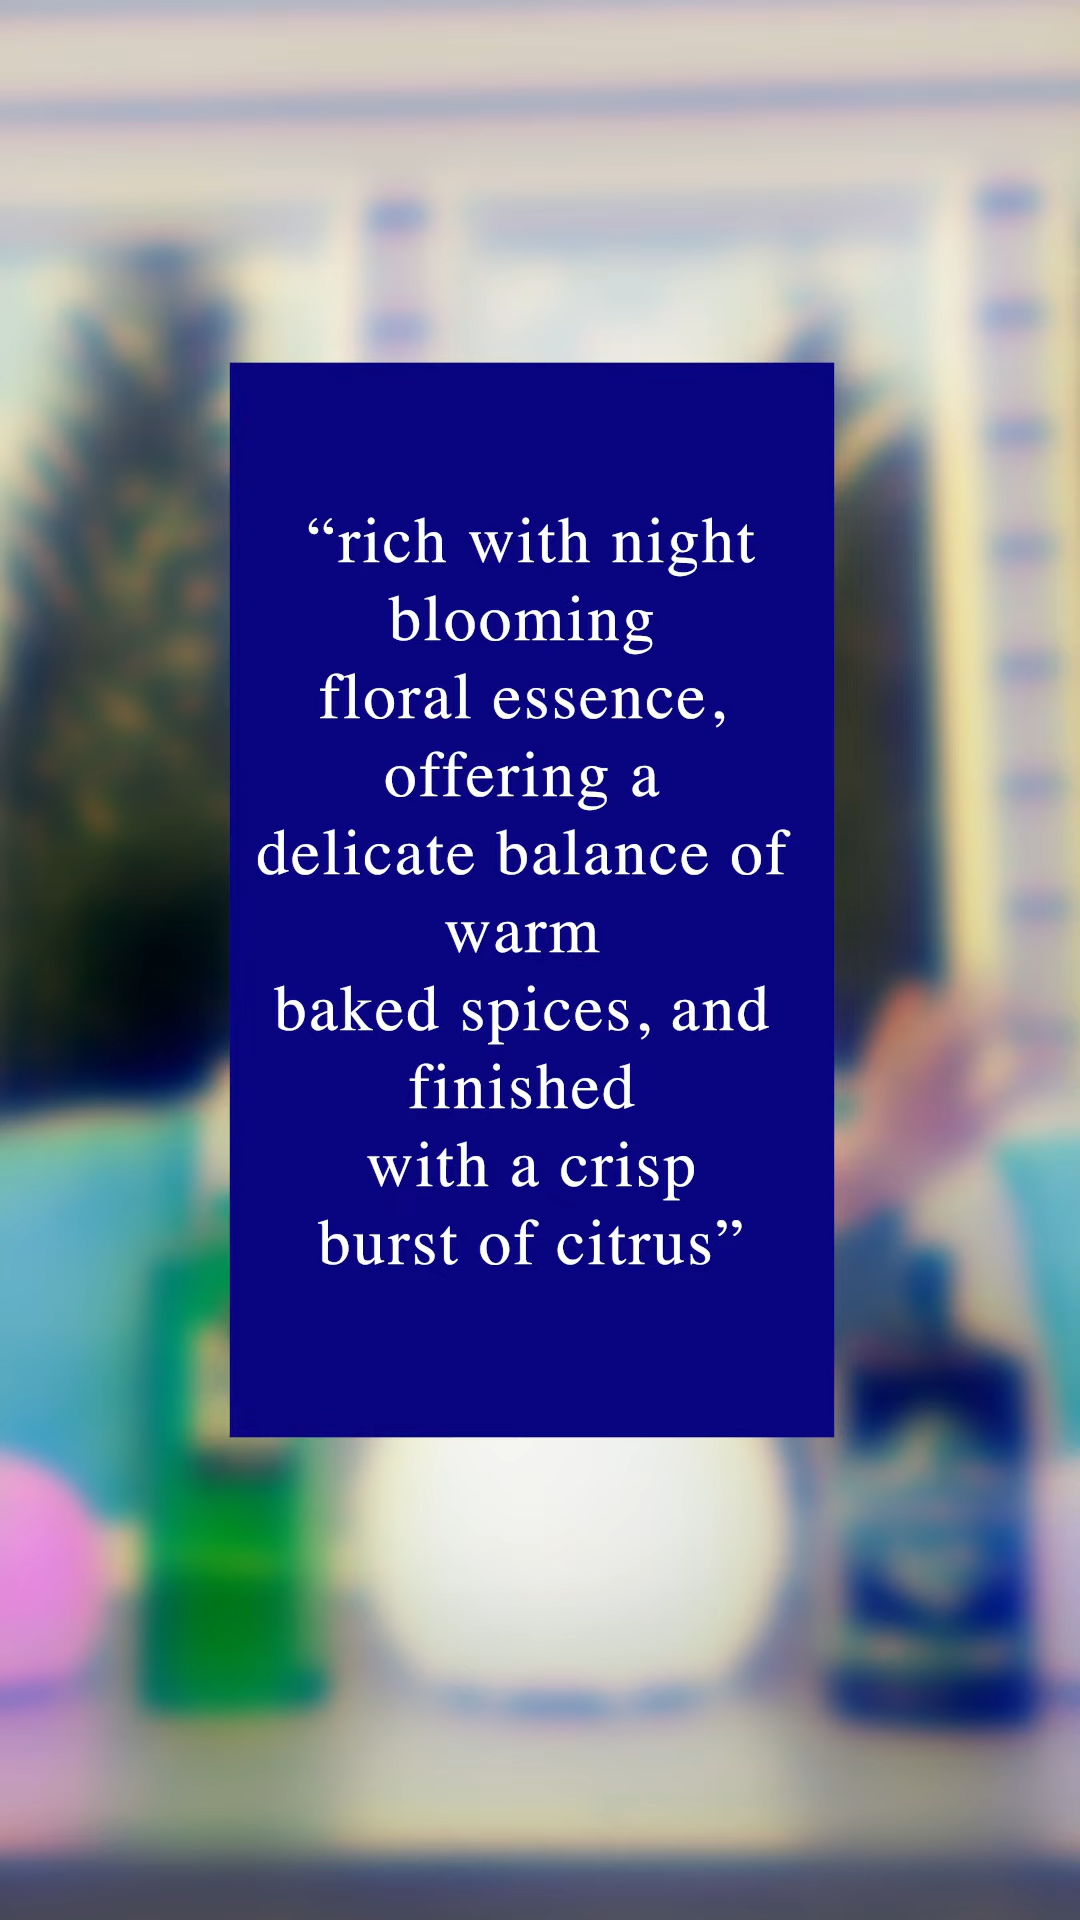 “rich with night
blooming
floral essence,
offering a
delicate balance of
warm
baked spices, and
finished
with a crisp
burst of citrus”